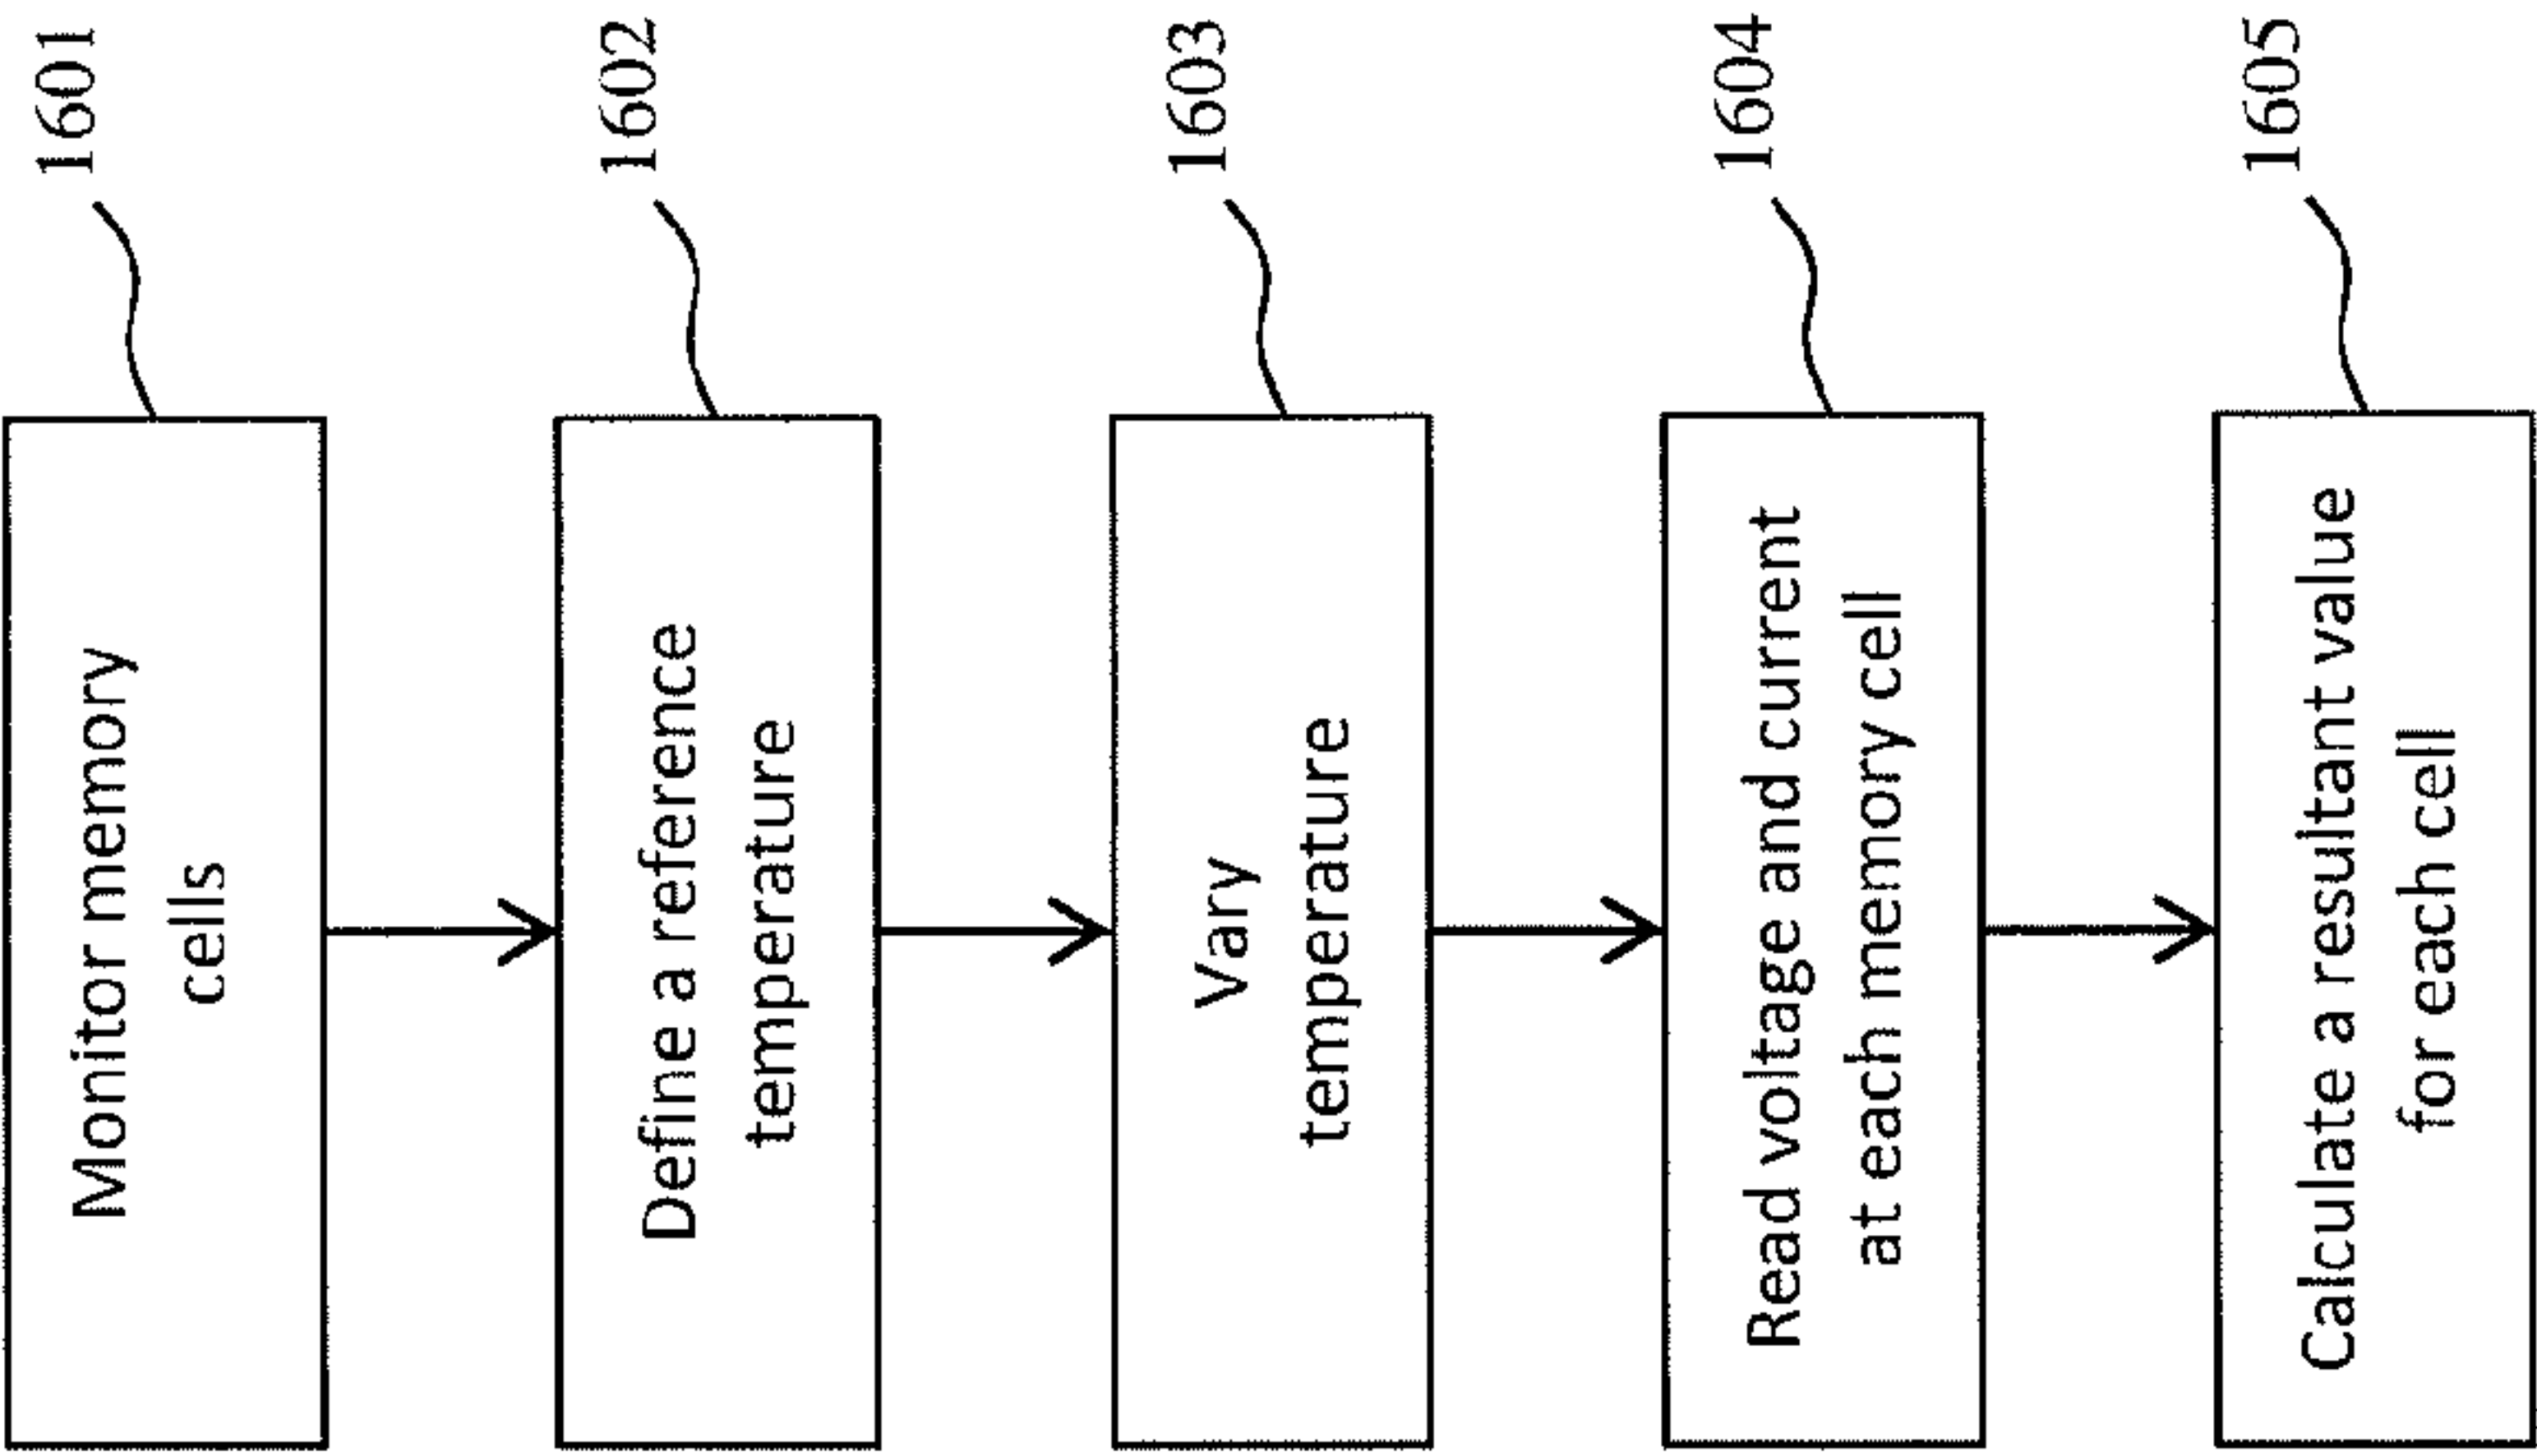 Monitor memory
cells
1601
Define a reference
temperature
1602
Vary
temperature
1603
Read voltage and current
at each memory cell
1604
Calculate a resultant value
for each cell
1605